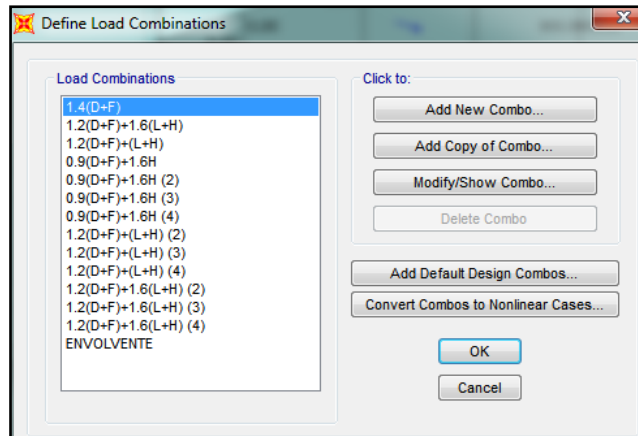 Define Load Combinations
Load Combinations
1.4(D+F)
1.2(D+F)+1.6(L+H)
1.2(D+F)+(L+H)
0.9(D+F)+1.6H
0.9(D+F)+1.6H (2)
0.9(D+F)+1.6H (3)
0.9(D+F)+1.6H (4)
1.2(D+F)+(L+H) (2)
1.2(D+F)+(L+H) (3)
1.2(D+F)+(L+H) (4)
1.2(D+F)+1.6(L+H) (2)
1.2(D+F)+1.6(L+H) (3)
1.2(D+F)+1.6(L+H) (4)
ENVOLVENTE
Click to:
Add New Combo...
Add Copy of Combo...
Modify/Show Combo...
Delete Combo
Add Default Design Combos...
Convert Combos to Nonlinear Cases...
OK
Cancel